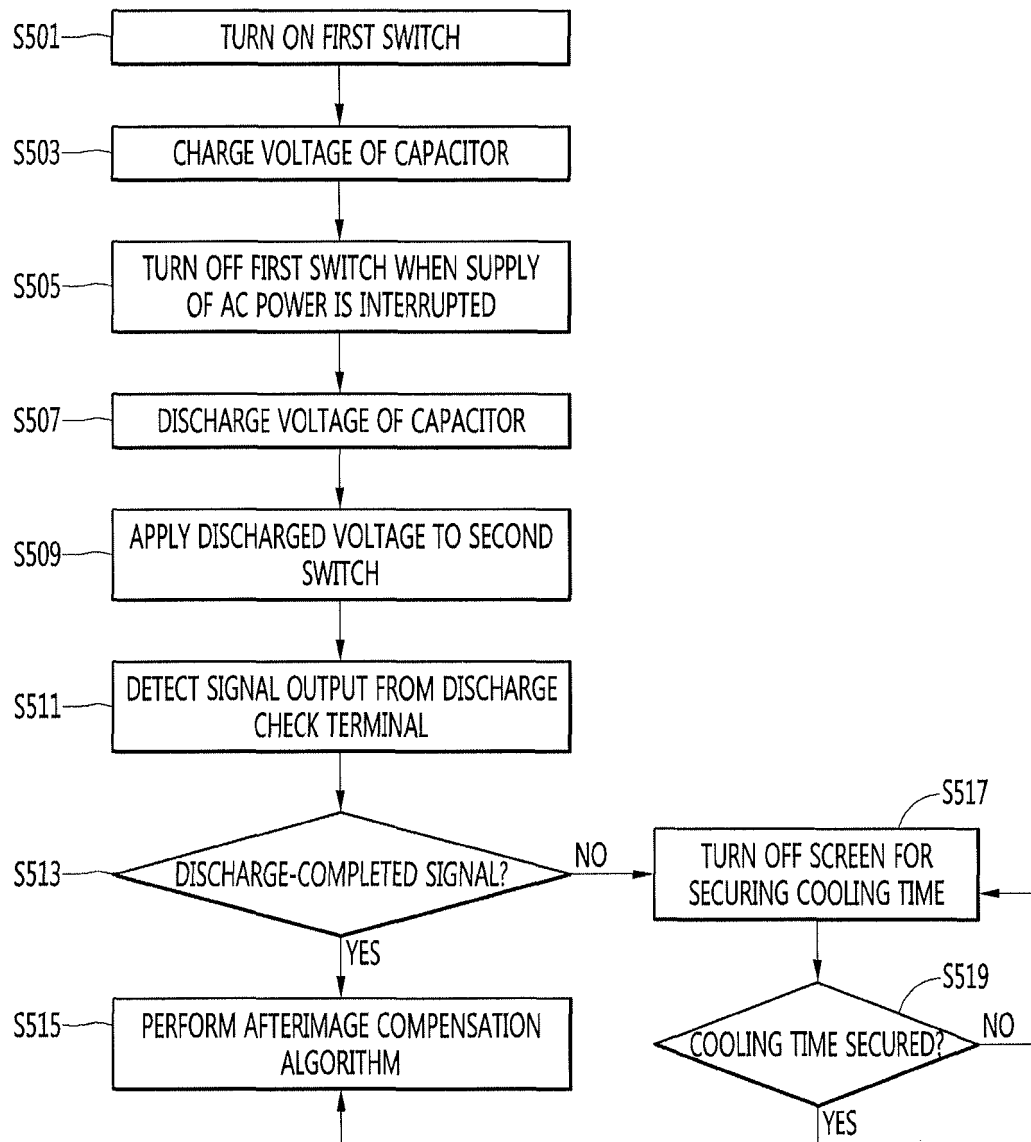 S501
TURN ON FIRST SWITCH
S503
CHARGE VOLTAGE OF CAPACITOR
S505
TURN OFF FIRST SWITCH WHEN SUPPLY
OF AC POWER IS INTERRUPTED
S507
DISCHARGE VOLTAGE OF CAPACITOR
S509
APPLY DISCHARGED VOLTAGE TO SECOND
SWITCH
S511
DETECT SIGNAL OUTPUT FROM DISCHARGE
CHECK TERMINAL
S513
DISCHARGE-COMPLETED SIGNAL?
NO
YES
S517
TURN OFF SCREEN FOR
SECURING COOLING TIME
S519
COOLING TIME SECURED?
NO
YES
S515
PERFORM AFTERIMAGE COMPENSATION
ALGORITHM